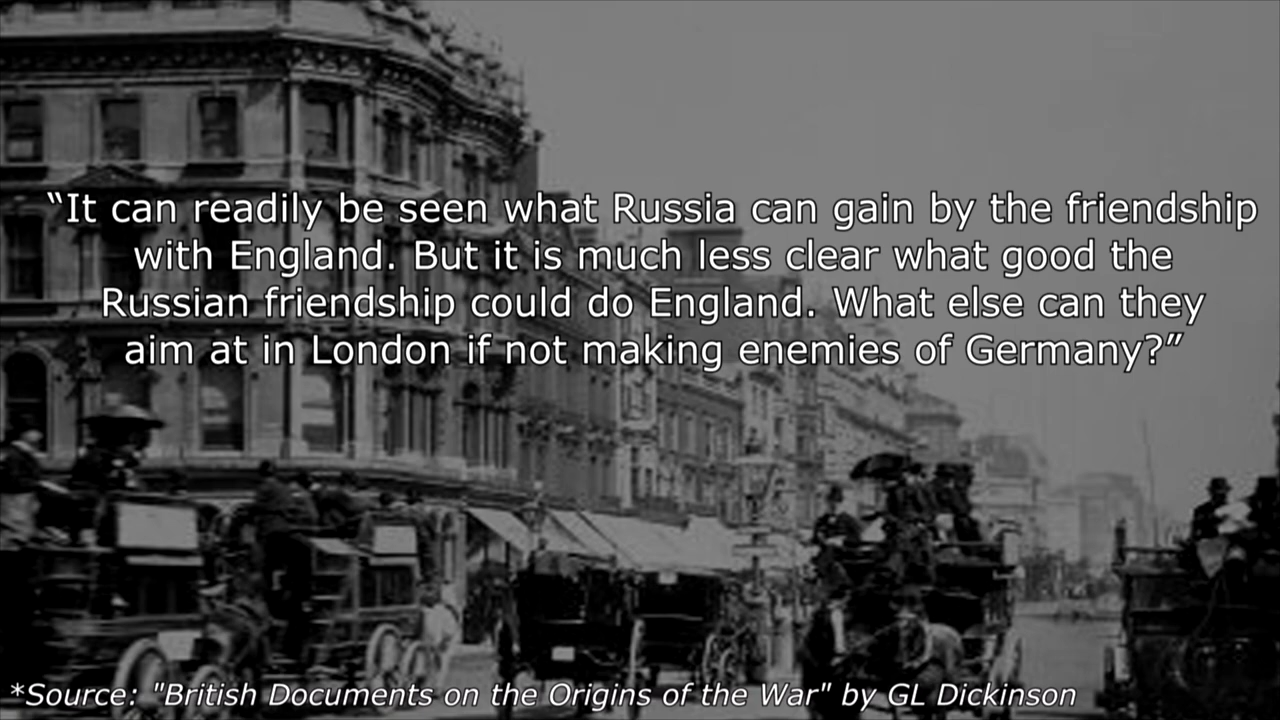 “It can readily be seen what Russia can gain by the friendship
with England. But it is much less clear what good the
Russian friendship could do England. What else can they
aim at in London if not making enemies of Germany?”
*Source: "British Documents on the Origins of the War" by GL Dickinson